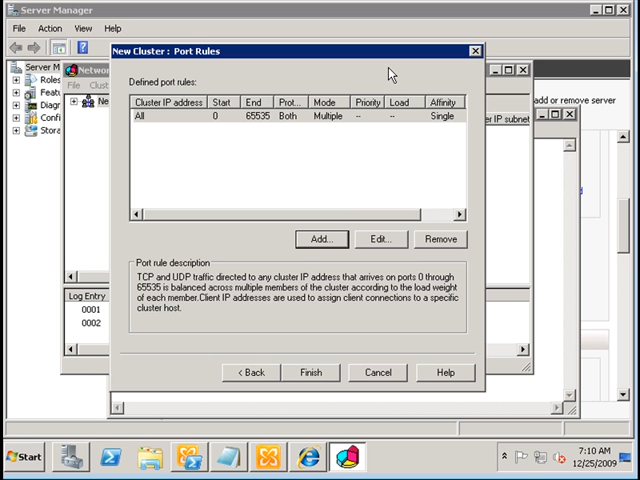 Server Manager
File Action View Help
Server M
Roles
Featu
Diagr
Confi
Stora
Network
File Clust
Ne
New Cluster : Port Rules
Defined port rules:
Cluster IP address Start End Prot... Mode Priority Load Affinity
All 0 65535 Both Multiple -- -- Single
Add... Edit... Remove
Port rule description
TCP and UDP traffic directed to any cluster IP address that arrives on ports 0 through
65535 is balanced across multiple members of the cluster according to the load weight
of each member.Client IP addresses are used to assign client connections to a specific
cluster host.
< Back Finish Cancel Help
add or remove server
er IP subnet
Log Entry
0001
0002
Start
7:10 AM
12/25/2009